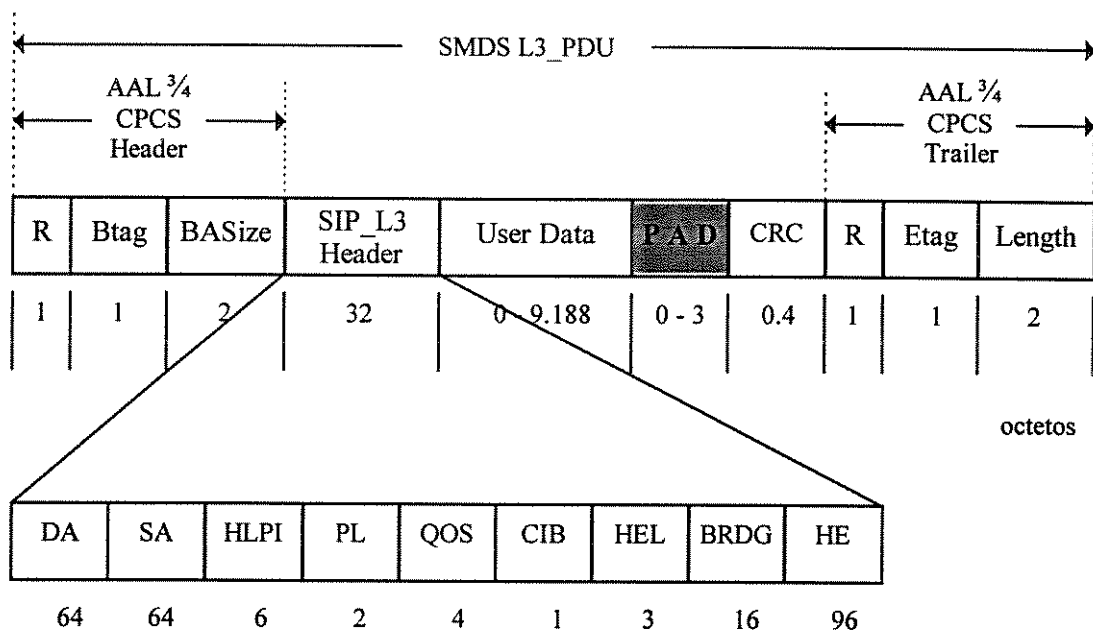 SMDS L3_PDU
AAL ¾
CPCS
Header
AAL ¾
CPCS
Trailer
R
Btag
BASize
SIP_L3
Header
User Data
P A D
CRC
R
Etag
Length
1
1
2
32
0 - 9.188
0 - 3
0.4
1
1
2
octetos
DA
SA
HLPI
PL
QOS
CIB
HEL
BRDG
HE
64
64
6
2
4
1
3
16
96